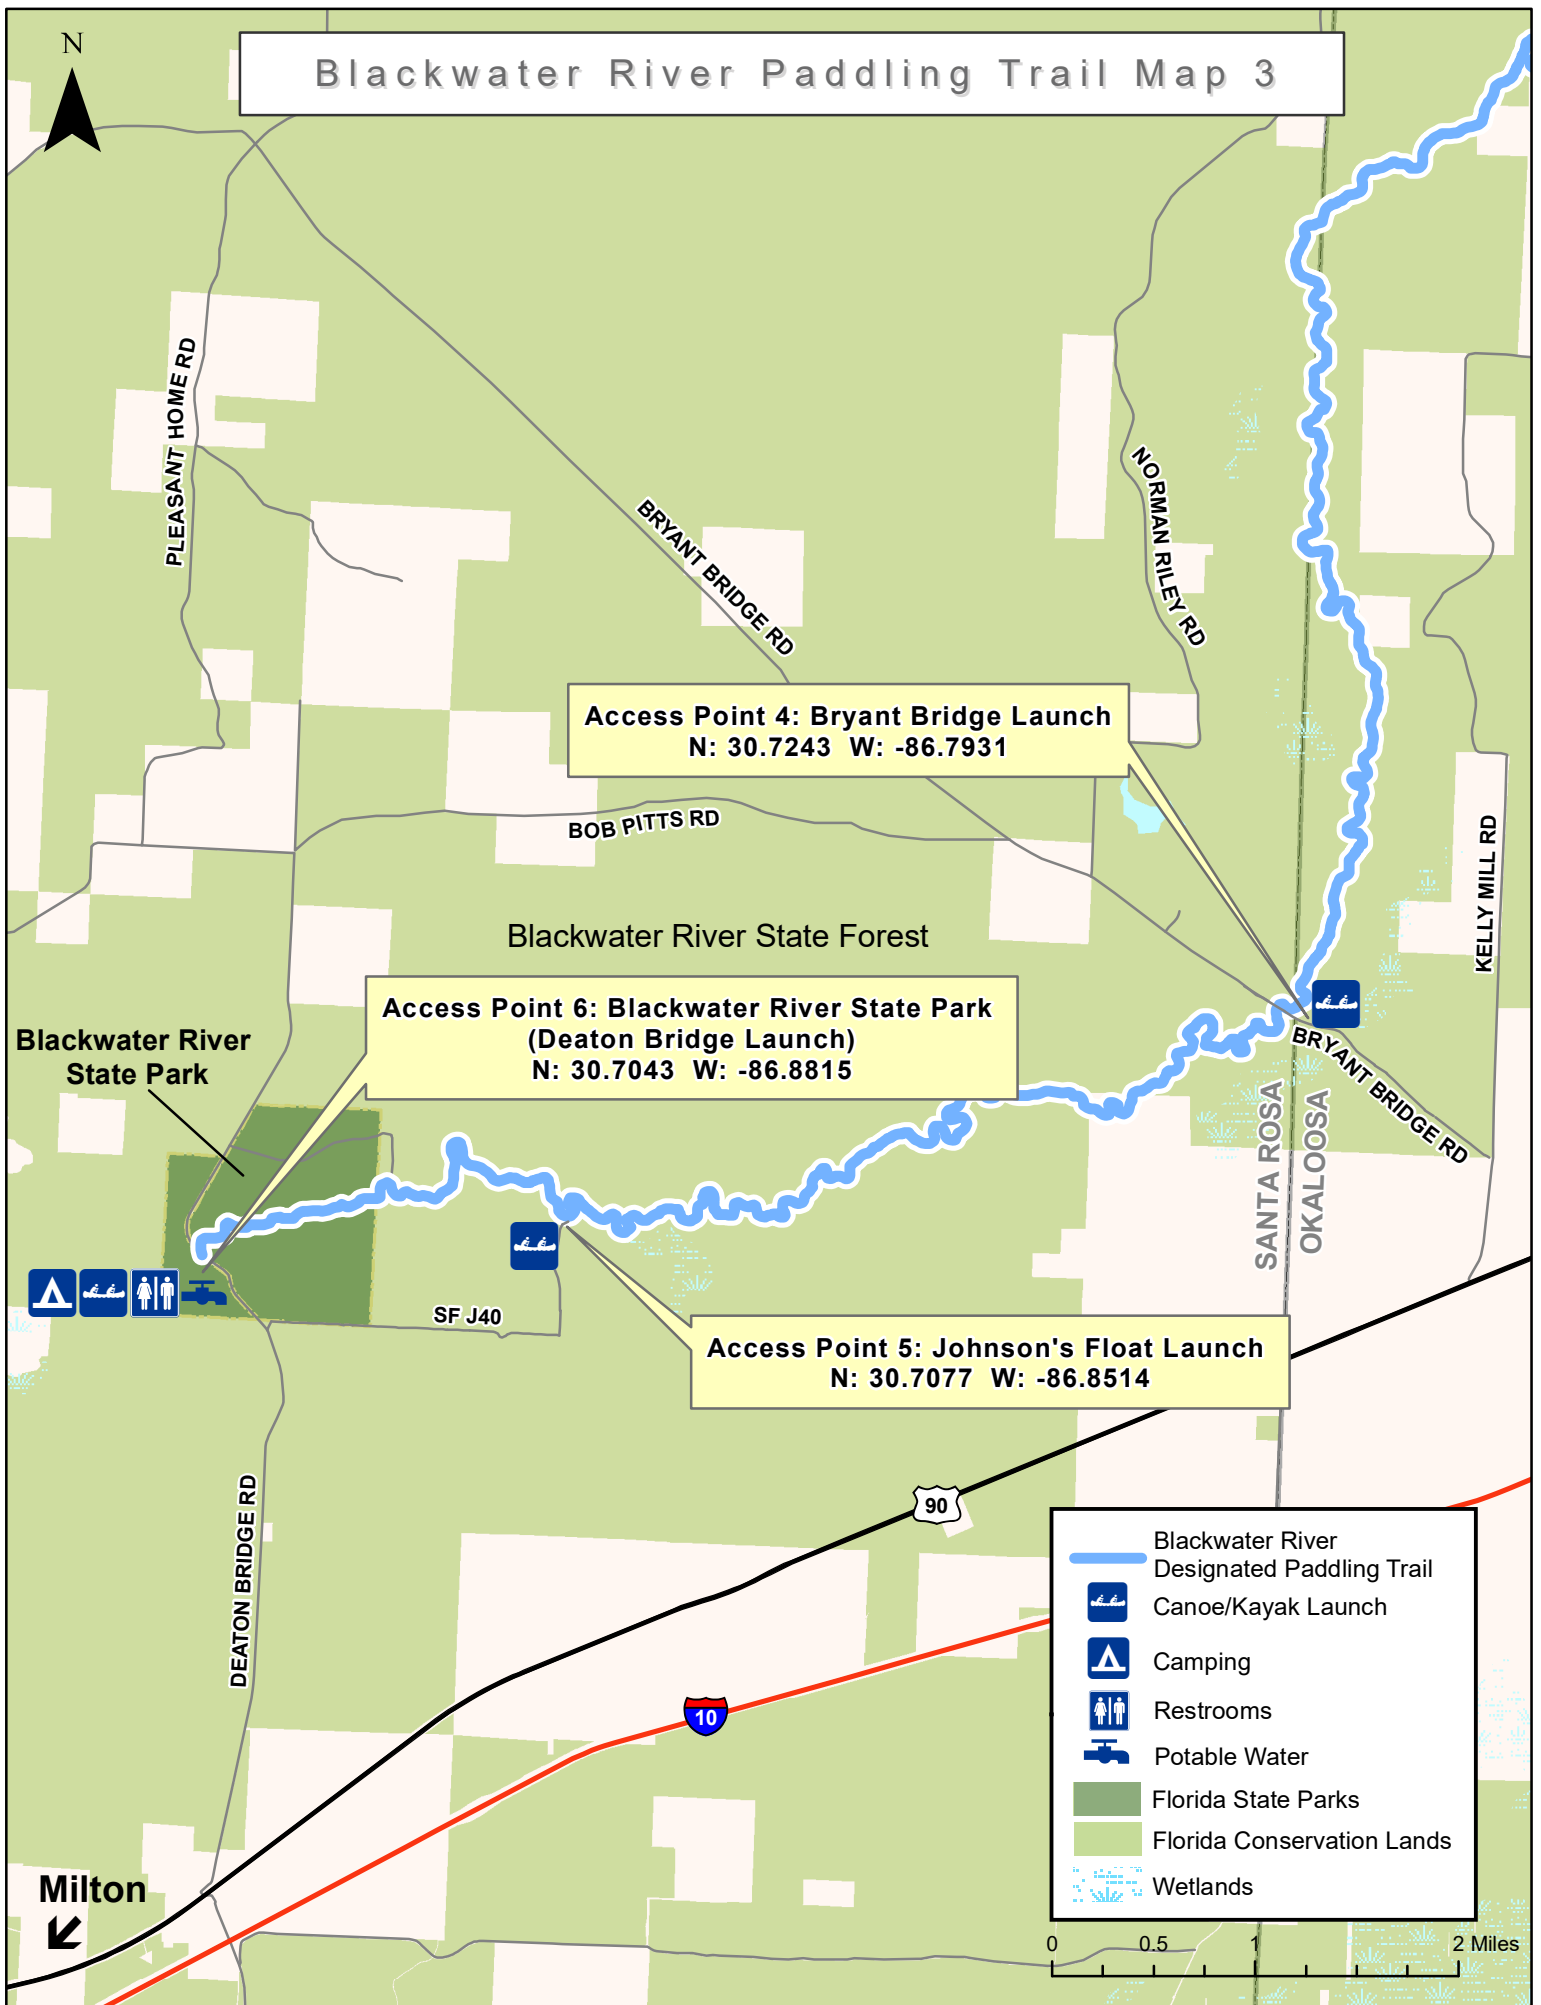 N
Blackwater River Paddling Trail Map 3
PLEASANT HOME RD
BRYANT BRIDGE RD
NORMAN RILEY RD
Access Point 4: Bryant Bridge Launch
N: 30.7243 W: -86.7931
BOB PITTS RD
KELLY MILL RD
Blackwater River State Forest
Access Point 6: Blackwater River State Park
(Deaton Bridge Launch)
N: 30.7043 W: -86.8815
Blackwater River
State Park
BRYANT BRIDGE RD
SANTA ROSA
OKALOOSA
SF J40
Access Point 5: Johnson's Float Launch
N: 30.7077 W: -86.8514
90
DEATON BRIDGE RD
10
Blackwater River
Designated Paddling Trail
Canoe/Kayak Launch
Camping
Restrooms
Potable Water
Florida State Parks
Florida Conservation Lands
Wetlands
Milton
0 0.5 1 2 Miles